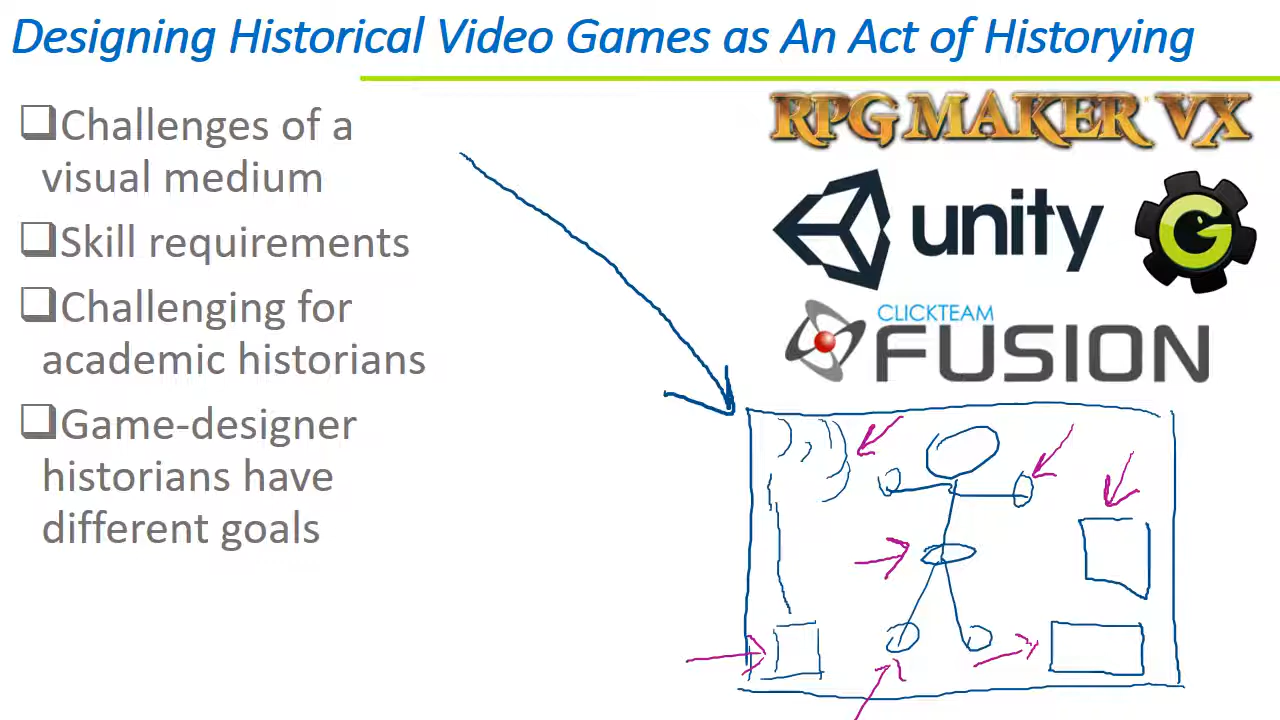 Designing Historical Video Games as An Act of Historying
❑Challenges of a
visual medium
❑Skill requirements
❑Challenging for
academic historians
❑Game-designer
historians have
different goals
RPG MAKER VX
unity
G
CLICKTEAM
FUSION